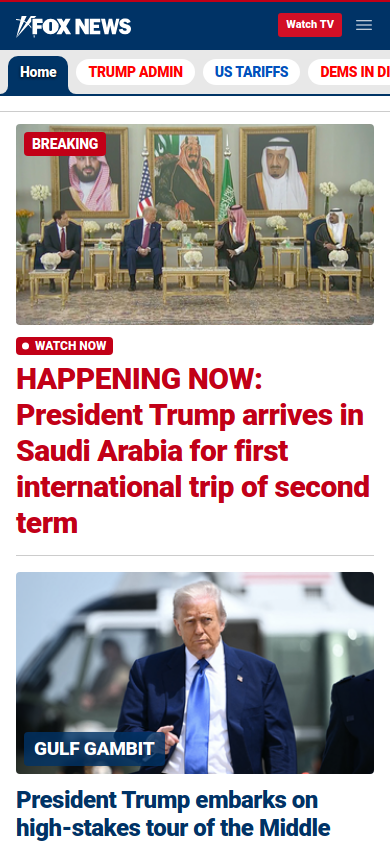 FOX NEWS
Watch TV
Home
TRUMP ADMIN
US TARIFFS
DEMS IN DI
BREAKING
WATCH NOW
HAPPENING NOW:
President Trump arrives in
Saudi Arabia for first
international trip of second
term
GULF GAMBIT
President Trump embarks on
high-stakes tour of the Middle